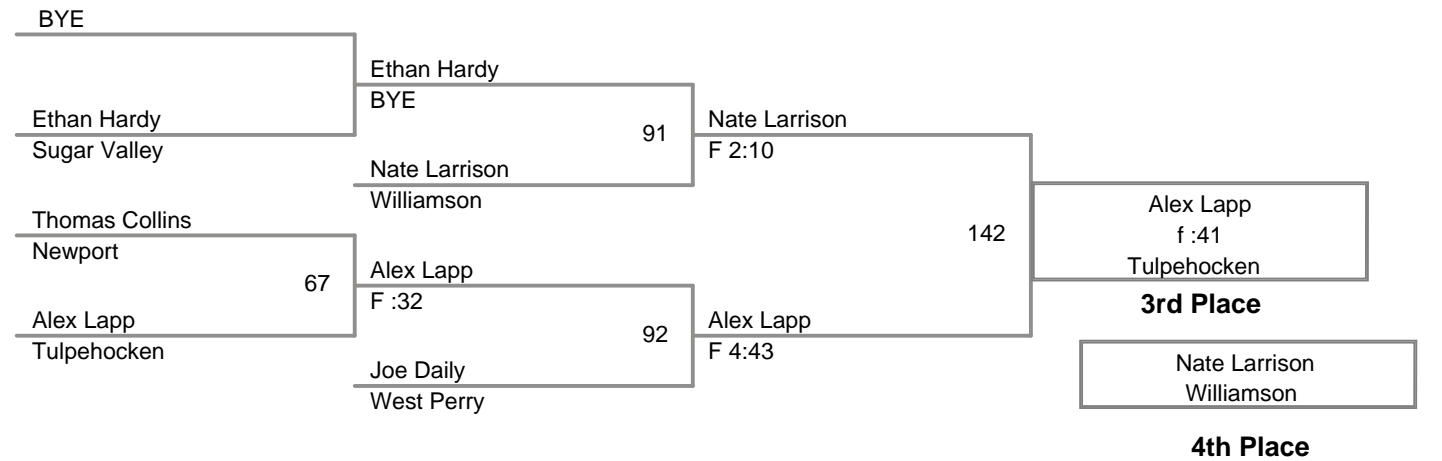 BYE
Ethan Hardy
BYE
Ethan Hardy
Sugar Valley
91
Nate Larrison
F 2:10
Nate Larrison
Williamson
Thomas Collins
Newport
67
Alex Lapp
F :32
142
Alex Lapp
f :41
Tulpehocken
3rd Place
Alex Lapp
Tulpehocken
92
Alex Lapp
F 4:43
Joe Daily
West Perry
Nate Larrison
Williamson
4th Place